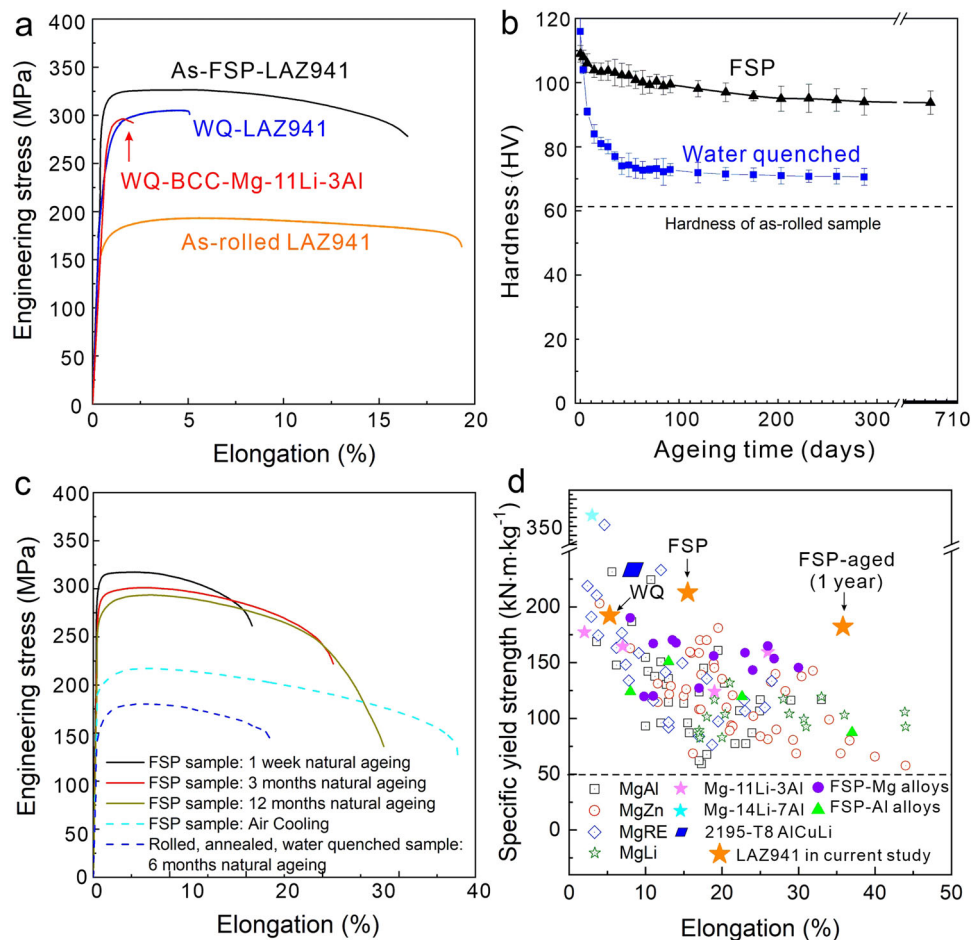 a
Engineering stress (MPa)
400
350
300
250
200
150
100
50
0
As-FSP-LAZ941
WQ-LAZ941
WQ-BCC-Mg-11Li-3Al
As-rolled LAZ941
0 5 10 15 20
Elongation (%)
b
Hardness (HV)
120
100
80
60
40
20
0
FSP
Water quenched
Hardness of as-rolled sample
0 100 200 300 710
Ageing time (days)
c
Engineering stress (MPa)
400
350
300
250
200
150
100
50
0
FSP sample: 1 week natural ageing
FSP sample: 3 months natural ageing
FSP sample: 12 months natural ageing
FSP sample: Air Cooling
Rolled, annealed, water quenched sample:
6 months natural ageing
0 10 20 30 40
Elongation (%)
d
Specific yield strength (kN·m·kg⁻¹)
350
200
150
100
50
0
FSP
WQ
FSP-aged
(1 year)
MgAl
MgZn
MgRE
MgLi
Mg-11Li-3Al
Mg-14Li-7Al
2195-T8 AlCuLi
LAZ941 in current study
FSP-Mg alloys
FSP-Al alloys
0 10 20 30 40 50
Elongation (%)